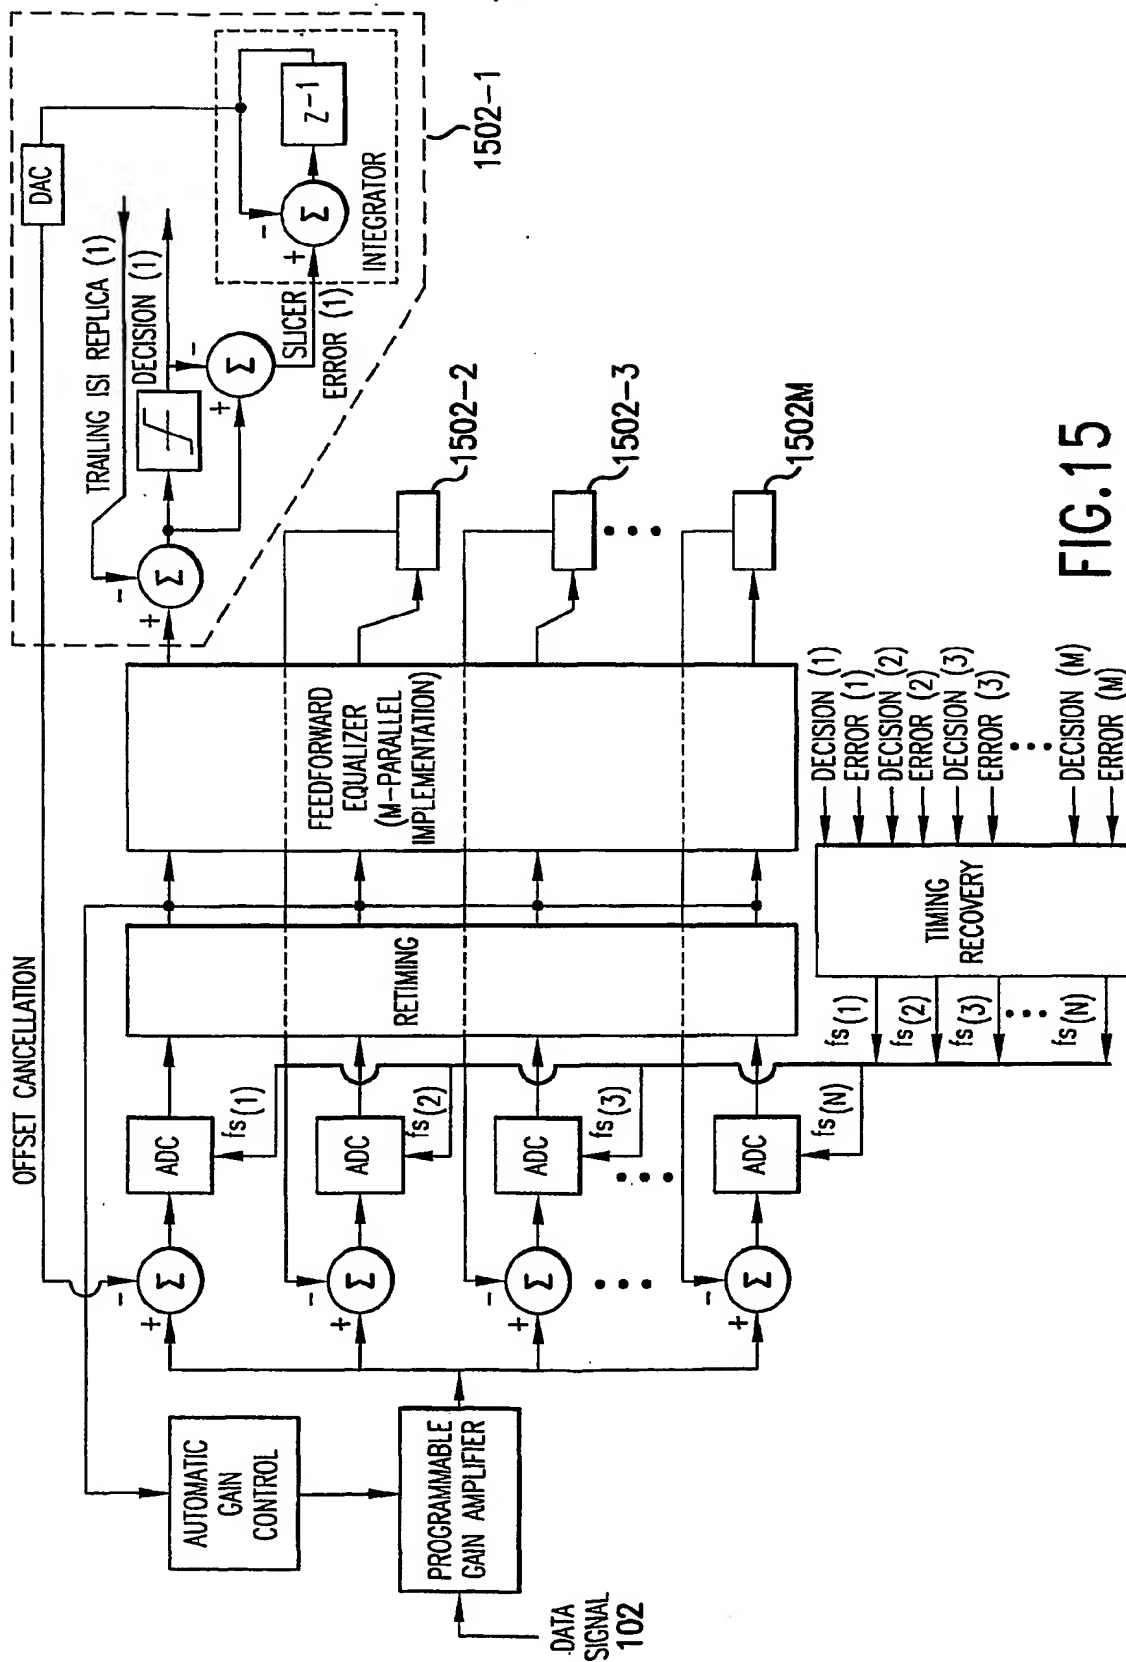 OFFSET CANCELLATION
DAC
TRAILING ISI REPLICA (1)
DECISION (1)
-
+
Σ
-
+
Σ
SLICER
ERROR (1)
-
+
Σ
Z⁻¹
INTEGRATOR
1502-1
AUTOMATIC
GAIN
CONTROL
PROGRAMMABLE
GAIN AMPLIFIER
DATA
SIGNAL
102
-
+
Σ
ADC
fs(1)
-
+
Σ
ADC
fs(2)
-
+
Σ
ADC
fs(3)
-
+
Σ
ADC
fs(N)
RETIMING
FEEDFORWARD
EQUALIZER
(M-PARALLEL
IMPLEMENTATION)
1502-2
1502-3
1502M
fs(1)
fs(2)
fs(3)
fs(N)
TIMING
RECOVERY
DECISION (1)
ERROR (1)
DECISION (2)
ERROR (2)
DECISION (3)
ERROR (3)
DECISION (M)
ERROR (M)
FIG.15